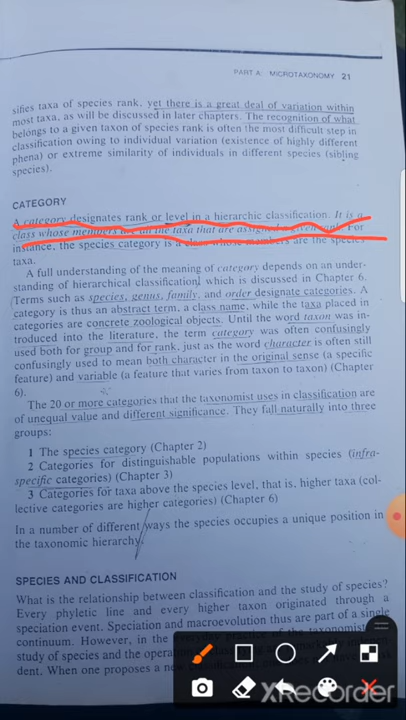 PART A: MICROTAXONOMY 21
sifies taxa of species rank, yet there is a great deal of variation within
most taxa, as will be discussed in later chapters. The recognition of what
belongs to a given taxon of species rank is often the most difficult step in
classification owing to individual variation (existence of highly different
phena) or extreme similarity of individuals in different species (sibling
species).
CATEGORY
A category designates rank or level in a hierarchic classification. It is a
class whose members are all the taxa that are assigned For
instance, the species category is a class whose members are the species
taxa.
A full understanding of the meaning of category depends on an under-
standing of hierarchical classification, which is discussed in Chapter 6.
Terms such as species, genus, family, and order designate categories. A
category is thus an abstract term, a class name, while the taxa placed in
categories are concrete zoological objects. Until the word taxon was in-
troduced into the literature, the term category was often confusingly
used both for group and for rank, just as the word character is often still
confusingly used to mean both character in the original sense (a specific
feature) and variable (a feature that varies from taxon to taxon) (Chapter
6).
The 20 or more categories that the taxonomist uses in classification are
of unequal value and different significance. They fall naturally into three
groups:
1 The species category (Chapter 2)
2 Categories for distinguishable populations within species (infra-
specific categories) (Chapter 3)
3 Categories for taxa above the species level, that is, higher taxa (col-
lective categories are higher categories) (Chapter 6)
In a number of different ways the species occupies a unique position in
the taxonomic hierarchy.
SPECIES AND CLASSIFICATION
What is the relationship between classification and the study of species?
Every phyletic line and every higher taxon originated through a
speciation event. Speciation and macroevolution thus are part of a single
continuum. However, in the
study of species and the
dent. When one proposes a
XRecorder